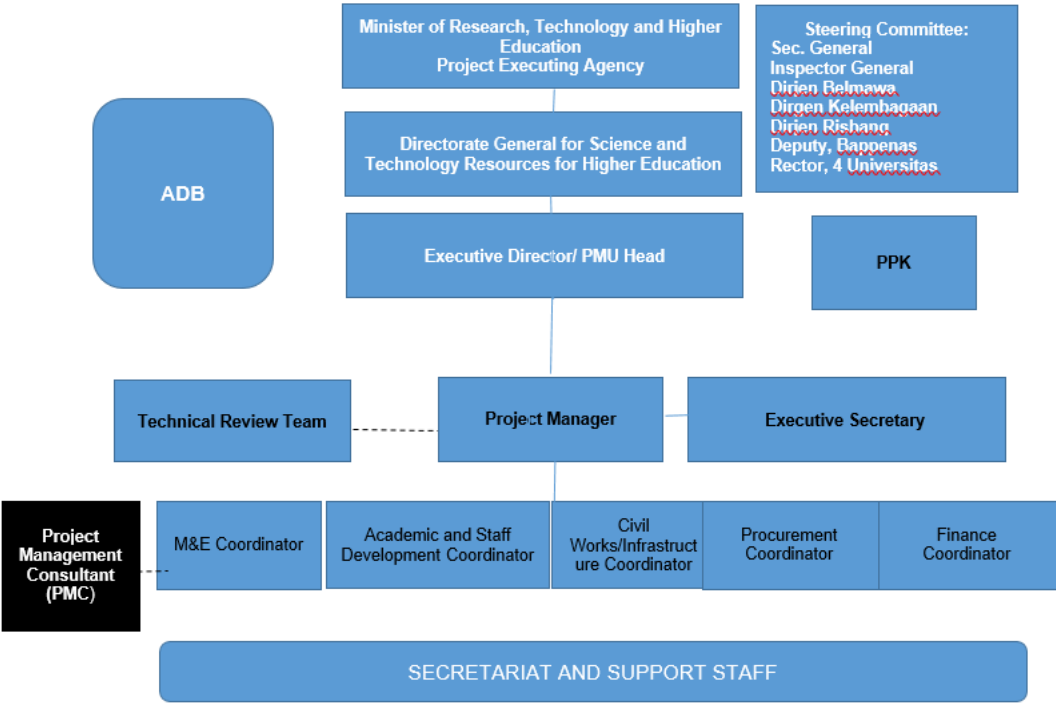 Minister of Research, Technology and Higher
Education
Project Executing Agency
Steering Committee:
Sec. General
Inspector General
Dirien Belmawa
Dirgen Kelembagaan
Dirien Risbang
Deputy, Bappenas
Rector, 4 Universitas
ADB
Directorate General for Science and
Technology Resources for Higher Education
Executive Director/ PMU Head
PPK
Technical Review Team
Project Manager
Executive Secretary
Project
Management
Consultant
(PMC)
M&E Coordinator
Academic and Staff
Development Coordinator
Civil
Works/Infrastruct
ure Coordinator
Procurement
Coordinator
Finance
Coordinator
SECRETARIAT AND SUPPORT STAFF